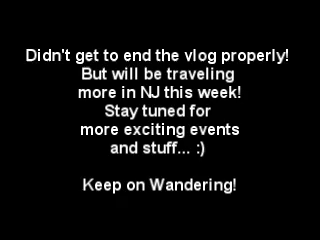 Didn't get to end the vlog properly!
But will be traveling
more in NJ this week!
Stay tuned for
more exciting events
and stuff... :)
Keep on Wandering!